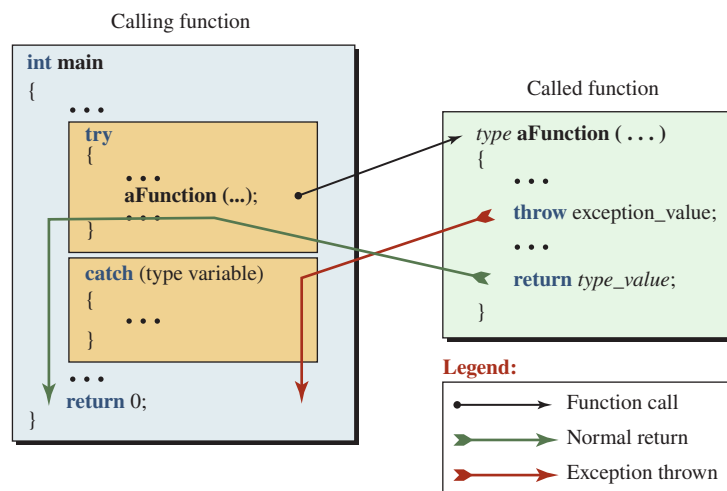 Calling function
int main
{
• • •
try
{
• • •
aFunction (...);
• • •
}
catch (type variable)
{
• • •
}
• • •
return 0;
}
Called function
type aFunction ( . . . )
{
• • •
throw exception_value;
• • •
return type_value;
}
Legend:
Function call
Normal return
Exception thrown